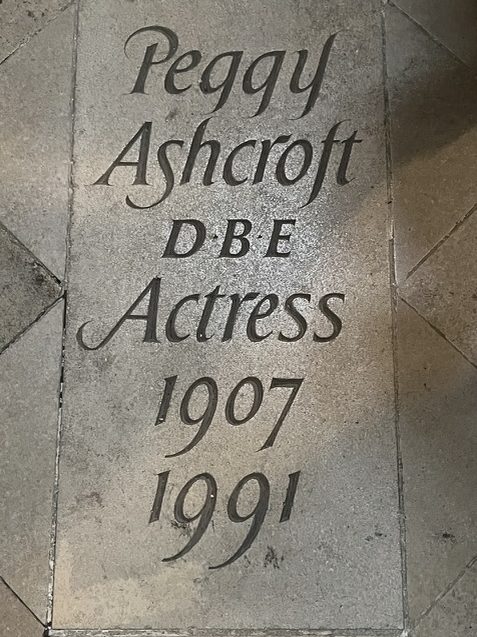 Peggy
Ashcroft
D·B·E
Actress
1907
1991